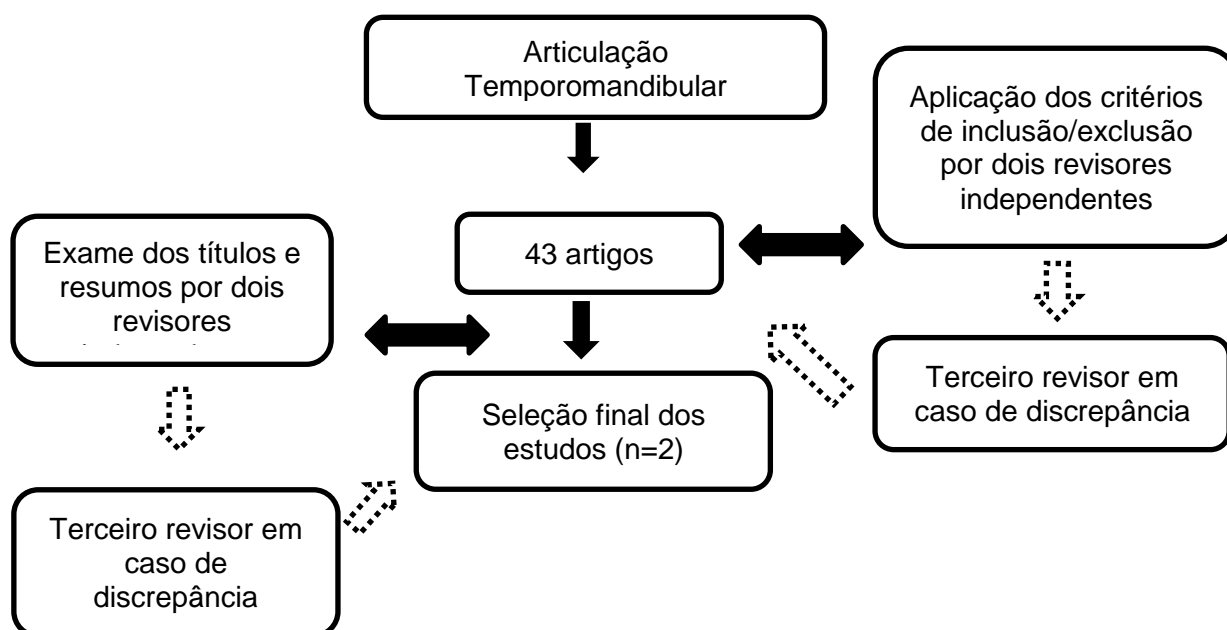 Articulação
Temporomandibular
Aplicação dos critérios
de inclusão/exclusão
por dois revisores
independentes
43 artigos
Exame dos títulos e
resumos por dois
revisores
Terceiro revisor em
caso de discrepância
Seleção final dos
estudos (n=2)
Terceiro revisor em
caso de
discrepância